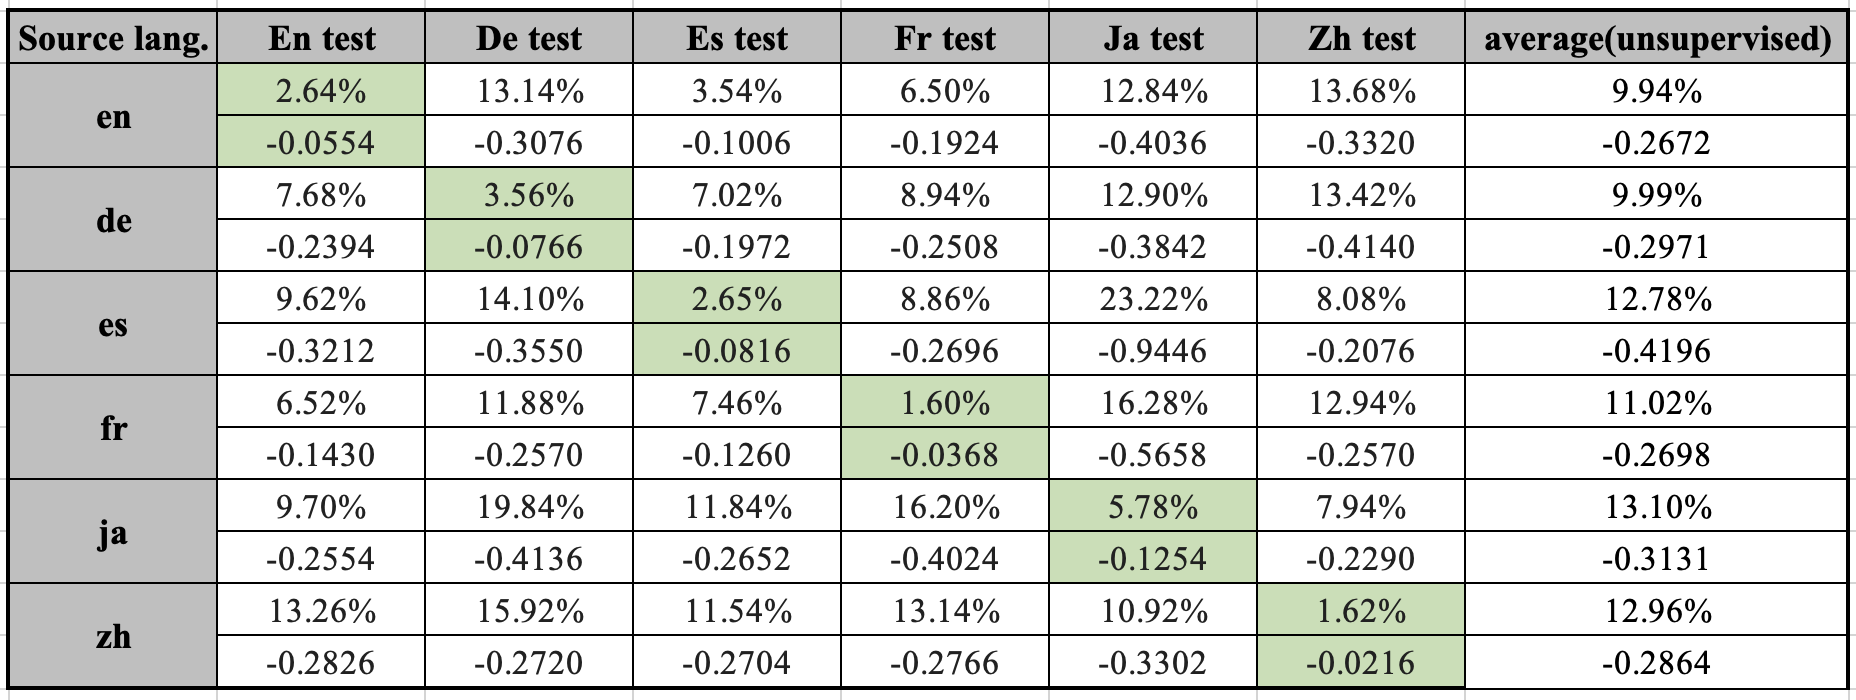 Source lang. En test De test Es test Fr test Ja test Zh test average(unsupervised)
en 2.64% 13.14% 3.54% 6.50% 12.84% 13.68% 9.94%
-0.0554 -0.3076 -0.1006 -0.1924 -0.4036 -0.3320 -0.2672
de 7.68% 3.56% 7.02% 8.94% 12.90% 13.42% 9.99%
-0.2394 -0.0766 -0.1972 -0.2508 -0.3842 -0.4140 -0.2971
es 9.62% 14.10% 2.65% 8.86% 23.22% 8.08% 12.78%
-0.3212 -0.3550 -0.0816 -0.2696 -0.9446 -0.2076 -0.4196
fr 6.52% 11.88% 7.46% 1.60% 16.28% 12.94% 11.02%
-0.1430 -0.2570 -0.1260 -0.0368 -0.5658 -0.2570 -0.2698
ja 9.70% 19.84% 11.84% 16.20% 5.78% 7.94% 13.10%
-0.2554 -0.4136 -0.2652 -0.4024 -0.1254 -0.2290 -0.3131
zh 13.26% 15.92% 11.54% 13.14% 10.92% 1.62% 12.96%
-0.2826 -0.2720 -0.2704 -0.2766 -0.3302 -0.0216 -0.2864